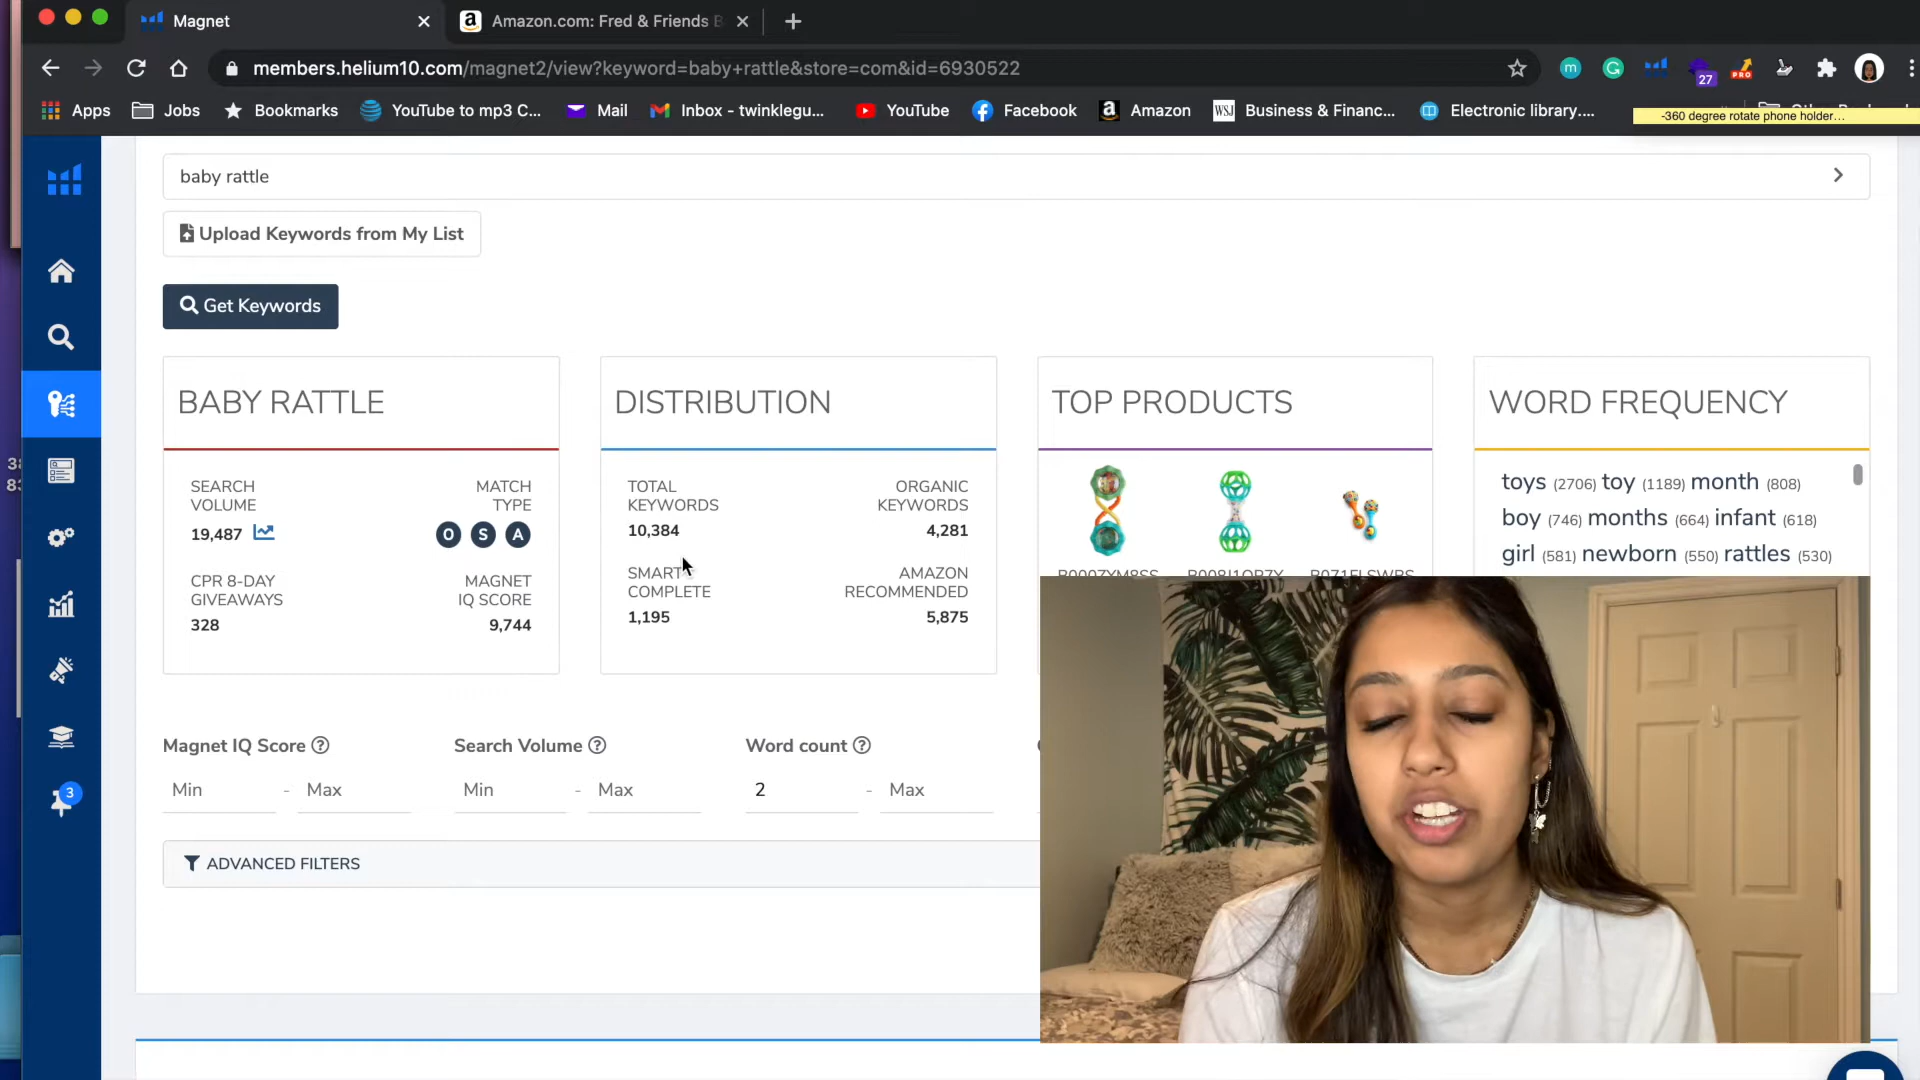 Magnet
Amazon.com: Fred & Friends B
members.helium10.com/magnet2/view?keyword=baby+rattle&store=com&id=6930522
27
PRO
Apps
Jobs
Bookmarks
YouTube to mp3 C...
Mail
Inbox - twinklegu...
YouTube
Facebook
Amazon
WSJ
Business & Financ...
Electronic library....
-360 degree rotate phone holder...
baby rattle
Upload Keywords from My List
Get Keywords
BABY RATTLE
SEARCH VOLUME
19,487
MATCH TYPE
O S A
CPR 8-DAY GIVEAWAYS
328
MAGNET IQ SCORE
9,744
DISTRIBUTION
TOTAL KEYWORDS
10,384
ORGANIC KEYWORDS
4,281
SMART COMPLETE
1,195
AMAZON RECOMMENDED
5,875
TOP PRODUCTS
WORD FREQUENCY
toys (2706) toy (1189) month (808)
boy (746) months (664) infant (618)
girl (581) newborn (550) rattles (530)
3
Magnet IQ Score
Min - Max
Search Volume
Min - Max
Word count
2 - Max
ADVANCED FILTERS